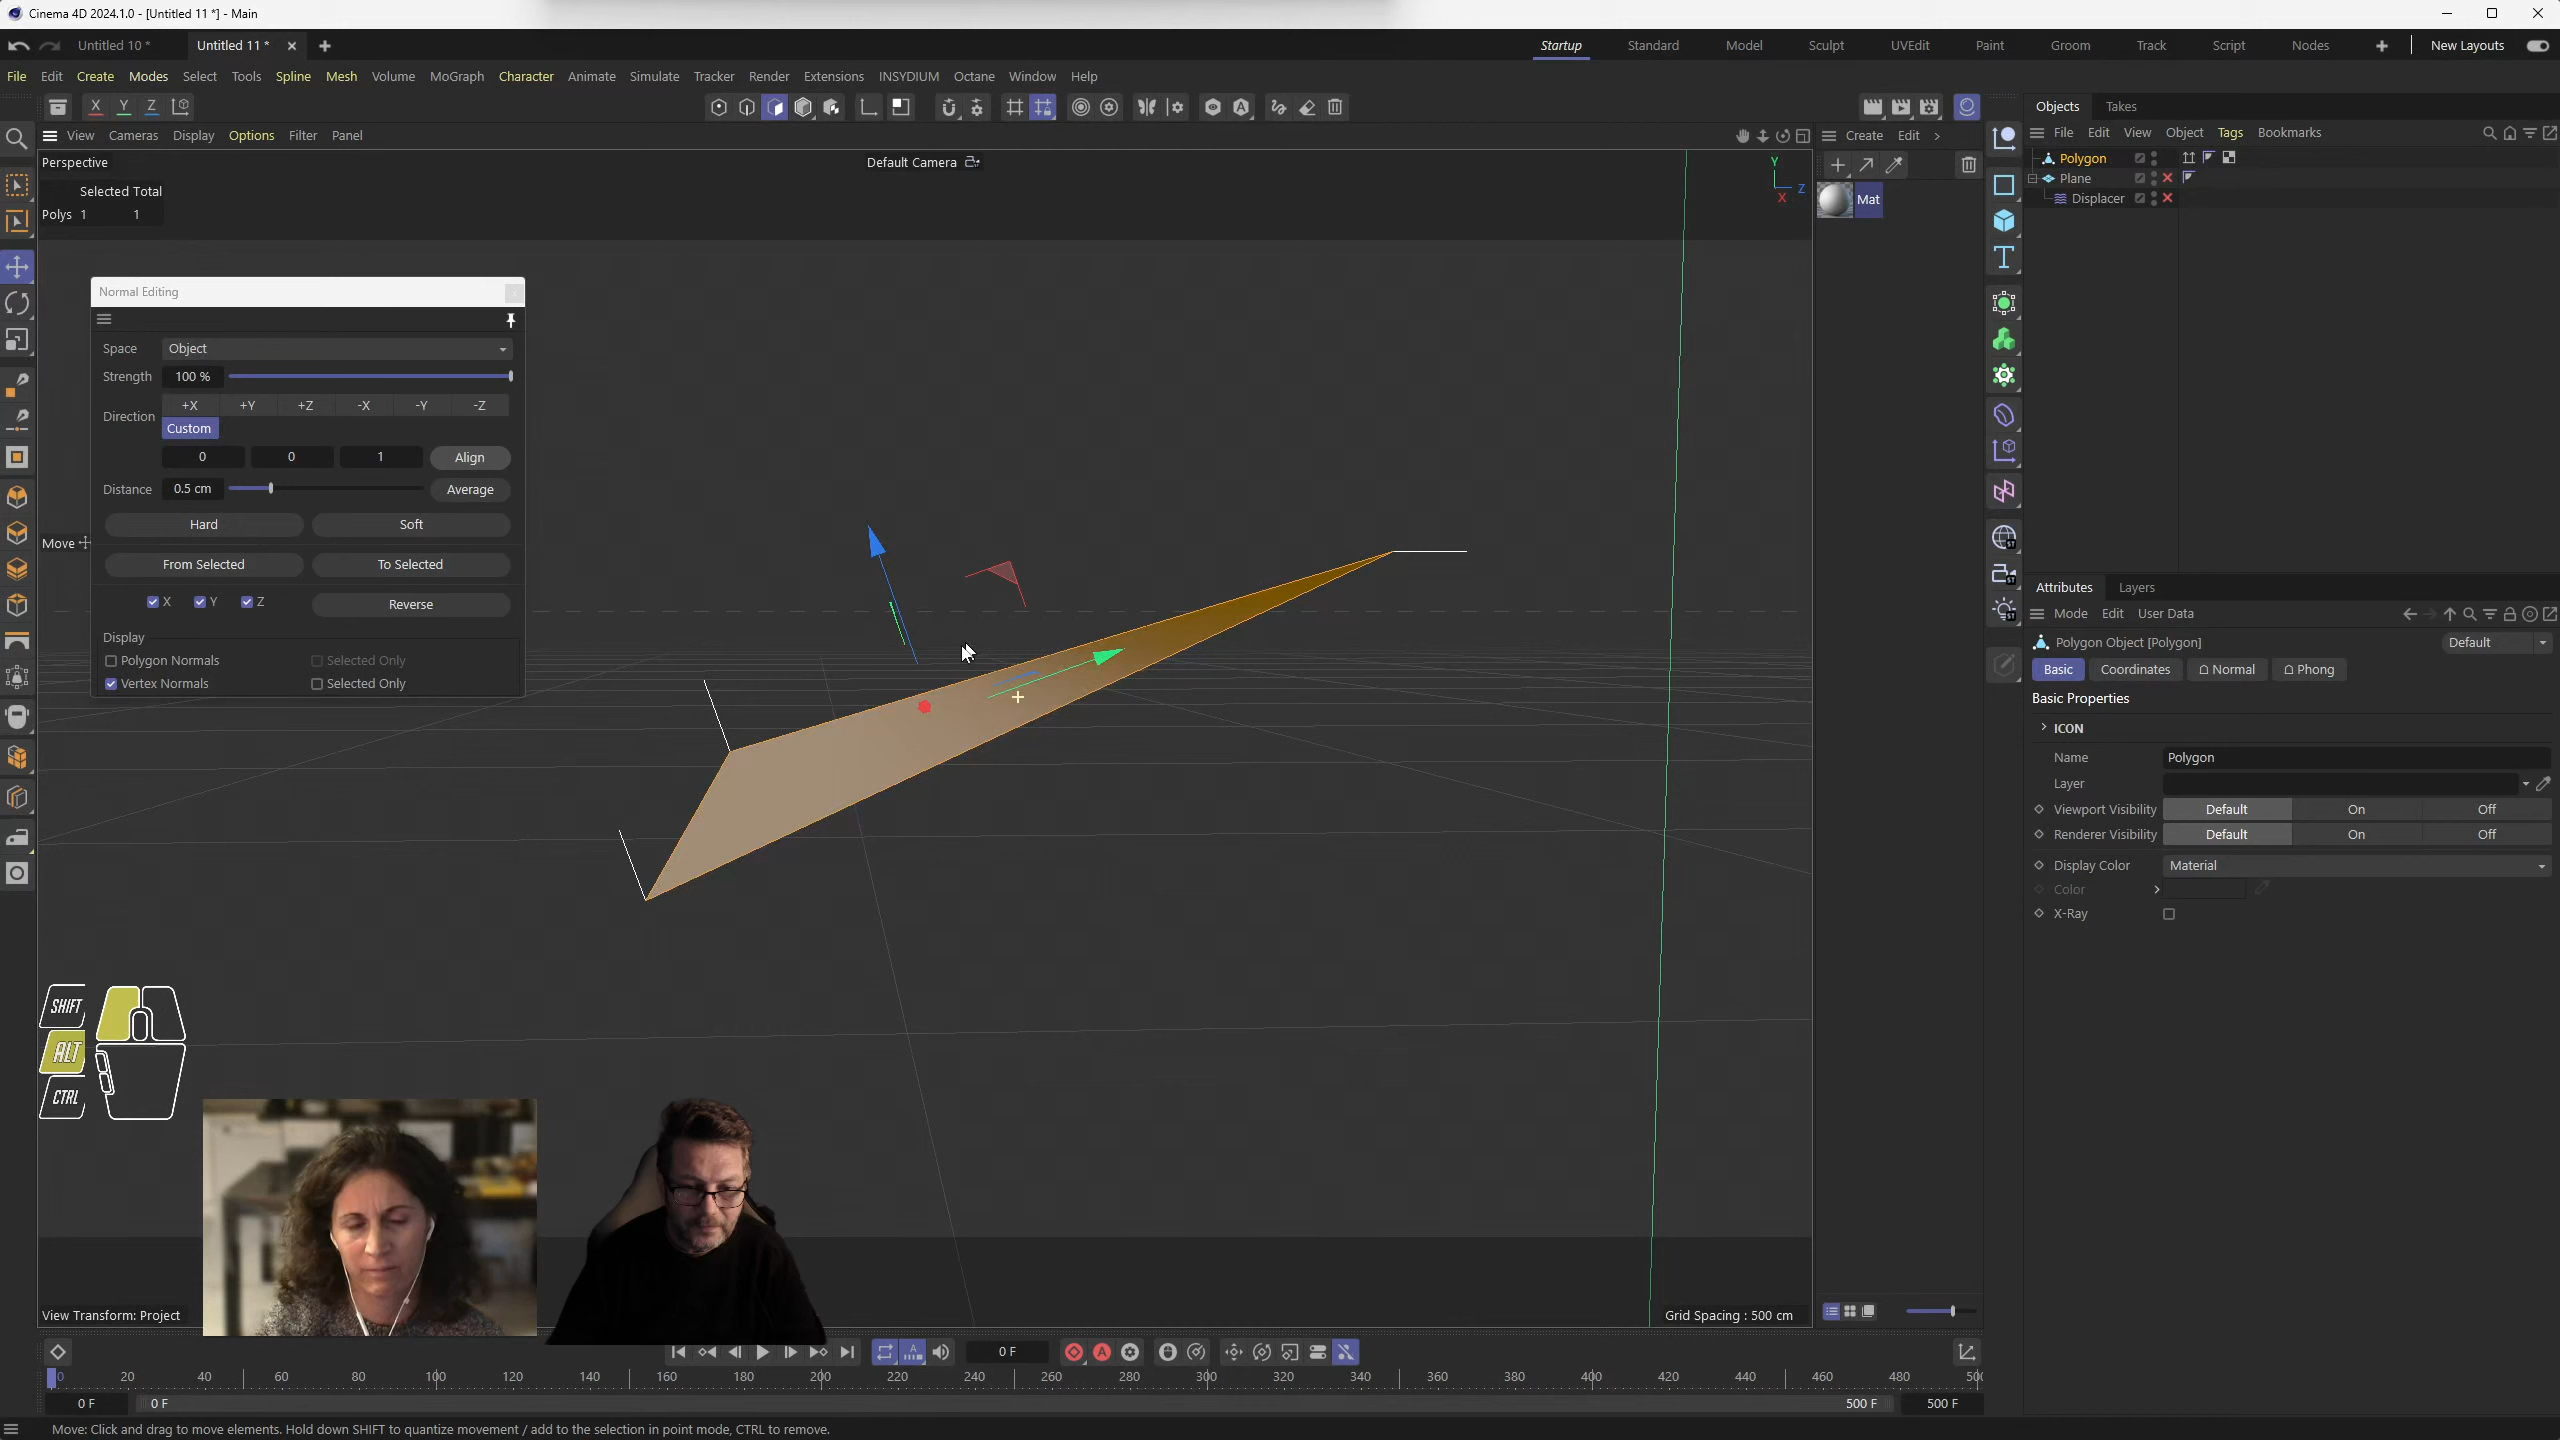 Cinema 4D 2024.1.0 - [Untitled 11 *] - Main
Untitled 10 *
Untitled 11 *
Startup
Standard
Model
Sculpt
UVEdit
Paint
Groom
Track
Script
Nodes
New Layouts
File Edit Create Modes Select Tools Spline Mesh Volume MoGraph Character Animate Simulate Tracker Render Extensions INSYDIUM Octane Window Help
X Y Z
Objects Takes
View Cameras Display Options Filter Panel
Create Edit
File Edit View Object Tags Bookmarks
Perspective
Default Camera
Selected Total
Polys 1 1
Y
Z
X
Mat
Polygon
Plane
Displacer
Normal Editing
Space Object
Strength 100 %
Direction +X +Y +Z -X -Y -Z
Custom
0 0 1 Align
Distance 0.5 cm Average
Hard Soft
Move
From Selected To Selected
X Y Z Reverse
Display
Polygon Normals Selected Only
Vertex Normals Selected Only
Attributes Layers
Mode Edit User Data
Polygon Object [Polygon]
Default
Basic Coordinates Normal Phong
Basic Properties
ICON
Name Polygon
Layer
Viewport Visibility Default On Off
Renderer Visibility Default On Off
Display Color Material
Color
X-Ray
SHIFT
ALT
CTRL
View Transform: Project
Grid Spacing : 500 cm
0 F
0 20 40 60 80 100 120 140 160 180 200 220 240 260 280 300 320 340 360 380 400 420 440 460 480 50
0 F 0 F 500 F 500 F
Move: Click and drag to move elements. Hold down SHIFT to quantize movement / add to the selection in point mode, CTRL to remove.